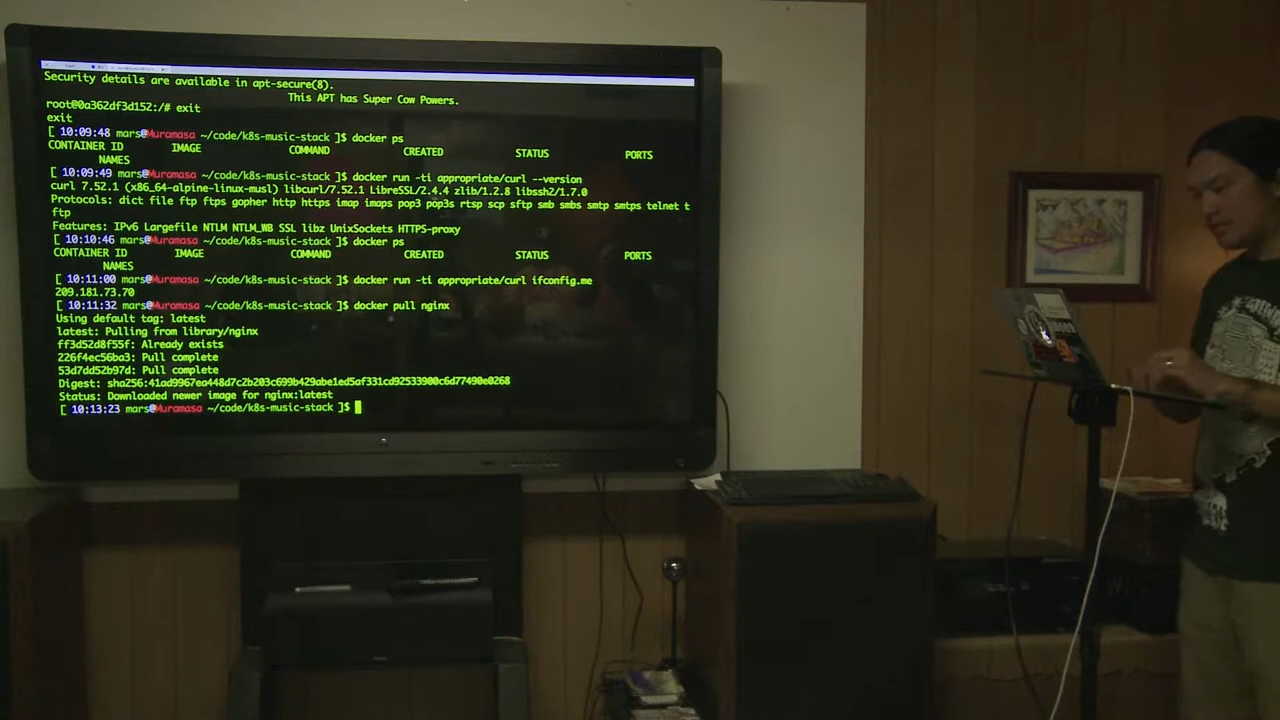 Security details are available in apt-secure(8).
This APT has Super Cow Powers.
root@0a362df3d152:/# exit
exit
[ 10:09:48 mars@Muramasa ~/code/k8s-music-stack ]$ docker ps
CONTAINER ID IMAGE COMMAND CREATED STATUS PORTS
NAMES
[ 10:09:49 mars@Muramasa ~/code/k8s-music-stack ]$ docker run -ti appropriate/curl --version
curl 7.52.1 (x86_64-alpine-linux-musl) libcurl/7.52.1 LibreSSL/2.4.4 zlib/1.2.8 libssh2/1.7.0
Protocols: dict file ftp ftps gopher http https imap imaps pop3 pop3s rtsp scp sftp smb smbs smtp smtps telnet t
ftp
Features: IPv6 Largefile NTLM NTLM_WB SSL libz UnixSockets HTTPS-proxy
[ 10:10:46 mars@Muramasa ~/code/k8s-music-stack ]$ docker ps
CONTAINER ID IMAGE COMMAND CREATED STATUS PORTS
NAMES
[ 10:11:00 mars@Muramasa ~/code/k8s-music-stack ]$ docker run -ti appropriate/curl ifconfig.me
209.181.73.70
[ 10:11:32 mars@Muramasa ~/code/k8s-music-stack ]$ docker pull nginx
Using default tag: latest
latest: Pulling from library/nginx
ff3d52d8f55f: Already exists
226f4ec56ba3: Pull complete
53d7dd52b97d: Pull complete
Digest: sha256:41ad9967ea448d7c2b203c699b429abe1ed5af331cd92533900c6d77490e0268
Status: Downloaded newer image for nginx:latest
[ 10:13:23 mars@Muramasa ~/code/k8s-music-stack ]$